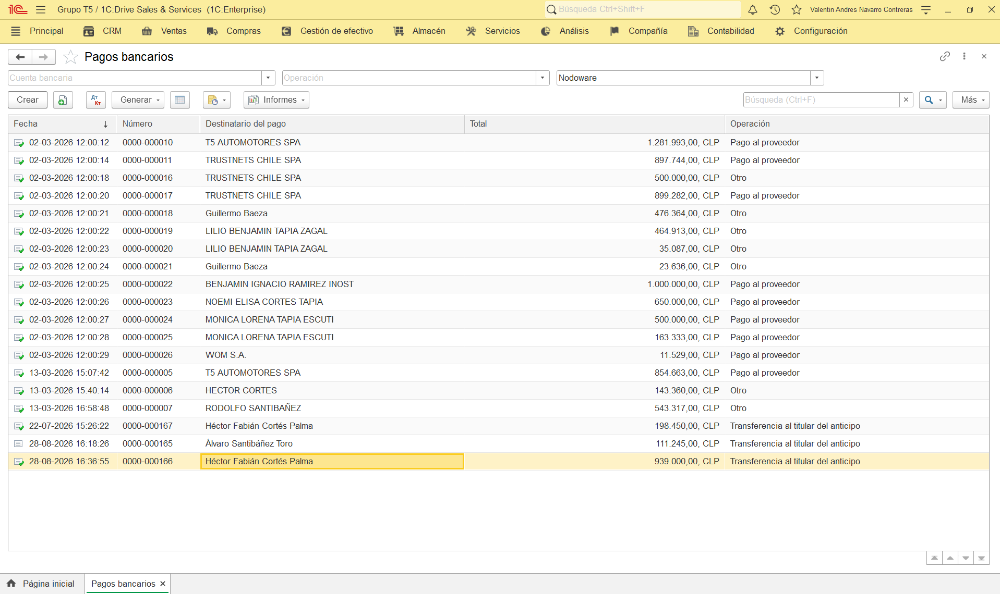 Grupo T5 / 1C:Drive Sales & Services (1C:Enterprise)
Búsqueda Ctrl+Shift+F
Valentin Andres Navarro Contreras
Principal CRM Ventas Compras Gestión de efectivo Almacén Servicios Análisis Compañía Contabilidad Configuración
Pagos bancarios
Cuenta bancaria Operación Nodoware
Crear Дт Кт Generar Informes Búsqueda (Ctrl+F) Más
Fecha Número Destinatario del pago Total Operación
02-03-2026 12:00:12 0000-000010 T5 AUTOMOTORES SPA 1.281.993,00, CLP Pago al proveedor
02-03-2026 12:00:14 0000-000011 TRUSTNETS CHILE SPA 897.744,00, CLP Pago al proveedor
02-03-2026 12:00:18 0000-000016 TRUSTNETS CHILE SPA 500.000,00, CLP Otro
02-03-2026 12:00:20 0000-000017 TRUSTNETS CHILE SPA 899.282,00, CLP Pago al proveedor
02-03-2026 12:00:21 0000-000018 Guillermo Baeza 476.364,00, CLP Otro
02-03-2026 12:00:22 0000-000019 LILIO BENJAMIN TAPIA ZAGAL 464.913,00, CLP Otro
02-03-2026 12:00:23 0000-000020 LILIO BENJAMIN TAPIA ZAGAL 35.087,00, CLP Otro
02-03-2026 12:00:24 0000-000021 Guillermo Baeza 23.636,00, CLP Otro
02-03-2026 12:00:25 0000-000022 BENJAMIN IGNACIO RAMIREZ INOST 1.000.000,00, CLP Pago al proveedor
02-03-2026 12:00:26 0000-000023 NOEMI ELISA CORTES TAPIA 650.000,00, CLP Pago al proveedor
02-03-2026 12:00:27 0000-000024 MONICA LORENA TAPIA ESCUTI 500.000,00, CLP Pago al proveedor
02-03-2026 12:00:28 0000-000025 MONICA LORENA TAPIA ESCUTI 163.333,00, CLP Pago al proveedor
02-03-2026 12:00:29 0000-000026 WOM S.A. 11.529,00, CLP Pago al proveedor
13-03-2026 15:07:42 0000-000005 T5 AUTOMOTORES SPA 854.663,00, CLP Pago al proveedor
13-03-2026 15:40:14 0000-000006 HECTOR CORTES 143.360,00, CLP Otro
13-03-2026 16:58:48 0000-000007 RODOLFO SANTIBAÑEZ 543.317,00, CLP Otro
22-07-2026 15:26:22 0000-000167 Héctor Fabián Cortés Palma 198.450,00, CLP Transferencia al titular del anticipo
28-08-2026 16:18:26 0000-000165 Álvaro Santibáñez Toro 111.245,00, CLP Transferencia al titular del anticipo
28-08-2026 16:36:55 0000-000166 Héctor Fabián Cortés Palma 939.000,00, CLP Transferencia al titular del anticipo
Página inicial Pagos bancarios